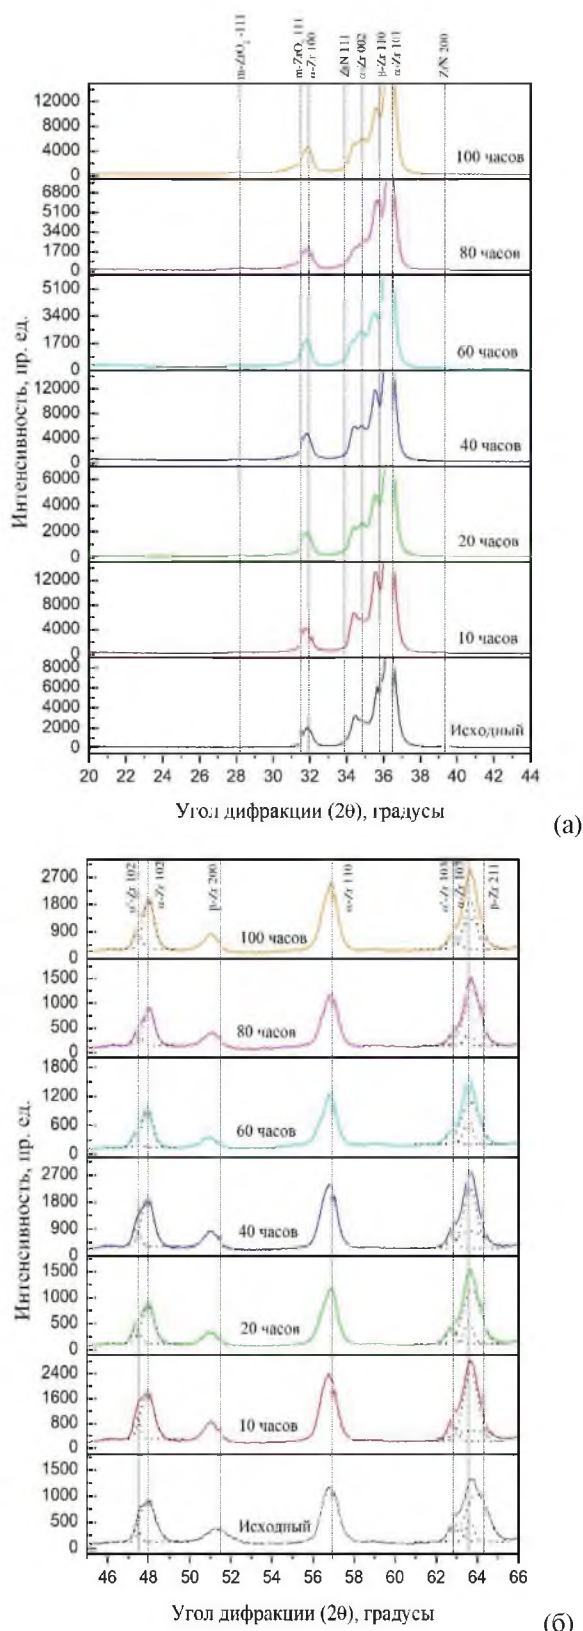 m-ZrO₂ -111
m-ZrO₂ 111
α-Zr 100
ZrN 111
α-Zr 002
β-Zr 110
α-Zr 101
ZrN 200
Интенсивность, пр. ед.
12000
8000
4000
0
100 часов
6800
5100
3400
1700
0
80 часов
5100
3400
1700
0
60 часов
12000
8000
4000
0
40 часов
6000
4000
2000
0
20 часов
12000
9000
6000
3000
0
10 часов
8000
6000
4000
2000
0
Исходный
20 22 24 26 28 30 32 34 36 38 40 42 44
Угол дифракции (2θ), градусы
(а)
α'-Zr 102
α-Zr 102
β-Zr 200
α-Zr 110
α'-Zr 103
α-Zr 103
β-Zr 211
Интенсивность, пр. ед.
2700
1800
900
0
100 часов
1500
1000
500
0
80 часов
1800
1200
600
0
60 часов
2700
1800
900
0
40 часов
1500
1000
500
0
20 часов
2400
1600
800
0
10 часов
1500
1000
500
0
Исходный
46 48 50 52 54 56 58 60 62 64 66
Угол дифракции (2θ), градусы
(б)